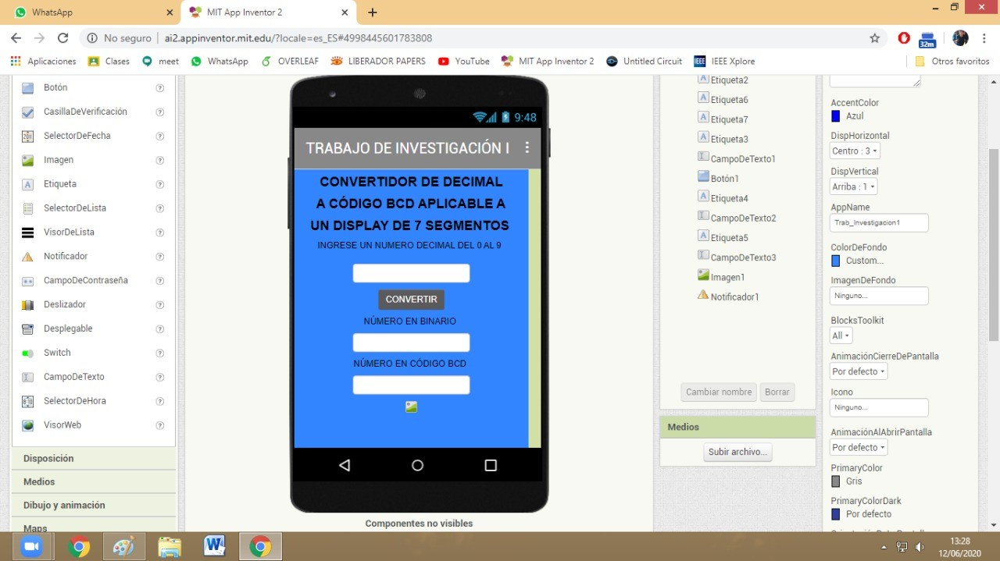 WhatsApp
MIT App Inventor 2
No seguro
ai2.appinventor.mit.edu/?locale=es_ES#4998445601783808
32m
Aplicaciones
Clases
meet
WhatsApp
OVERLEAF
LIBERADOR PAPERS
YouTube
MIT App Inventor 2
Untitled Circuit
IEEE
IEEE Xplore
Otros favoritos
Botón
CasillaDeVerificación
SelectorDeFecha
Imagen
Etiqueta
SelectorDeLista
VisorDeLista
Notificador
CampoDeContraseña
Deslizador
Desplegable
Switch
CampoDeTexto
SelectorDeHora
VisorWeb
Disposición
Medios
Dibujo y animación
Maps
9:48
TRABAJO DE INVESTIGACIÓN I
CONVERTIDOR DE DECIMAL
A CÓDIGO BCD APLICABLE A
UN DISPLAY DE 7 SEGMENTOS
INGRESE UN NUMERO DECIMAL DEL 0 AL 9
CONVERTIR
NÚMERO EN BINARIO
NÚMERO EN CÓDIGO BCD
Componentes no visibles
Etiqueta2
Etiqueta6
Etiqueta7
Etiqueta3
CampoDeTexto1
Botón1
Etiqueta4
CampoDeTexto2
Etiqueta5
CampoDeTexto3
Imagen1
Notificador1
Cambiar nombre
Borrar
Medios
Subir archivo...
AccentColor
Azul
DispHorizontal
Centro : 3
DispVertical
Arriba : 1
AppName
Trab_Investigacion1
ColorDeFondo
Custom...
ImagenDeFondo
Ninguno...
BlocksToolkit
All
AnimaciónCierreDePantalla
Por defecto
Icono
Ninguno...
AnimaciónAlAbrirPantalla
Por defecto
PrimaryColor
Gris
PrimaryColorDark
Por defecto
13:28
12/06/2020